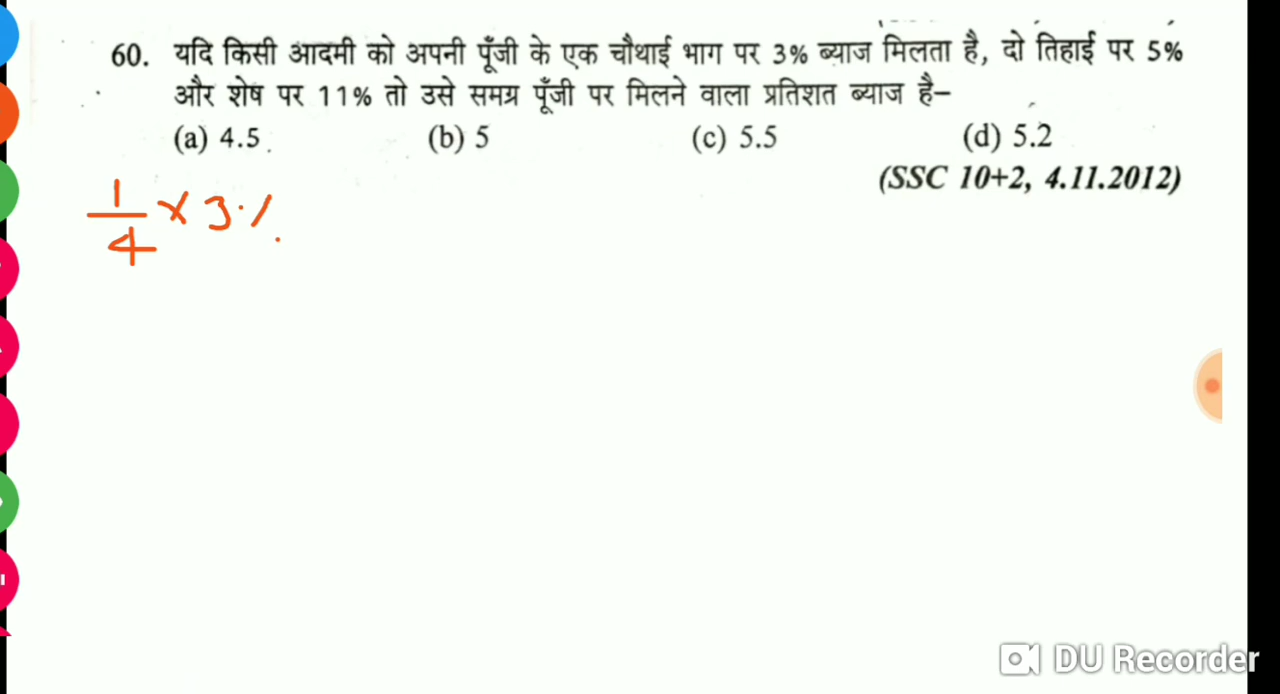 60. यदि किसी आदमी को अपनी पूँजी के एक चौथाई भाग पर 3% ब्याज मिलता है, दो तिहाई पर 5%
और शेष पर 11% तो उसे समग्र पूँजी पर मिलने वाला प्रतिशत ब्याज है–
(a) 4.5 (b) 5 (c) 5.5 (d) 5.2
(SSC 10+2, 4.11.2012)
1/4 × 3%
DU Recorder